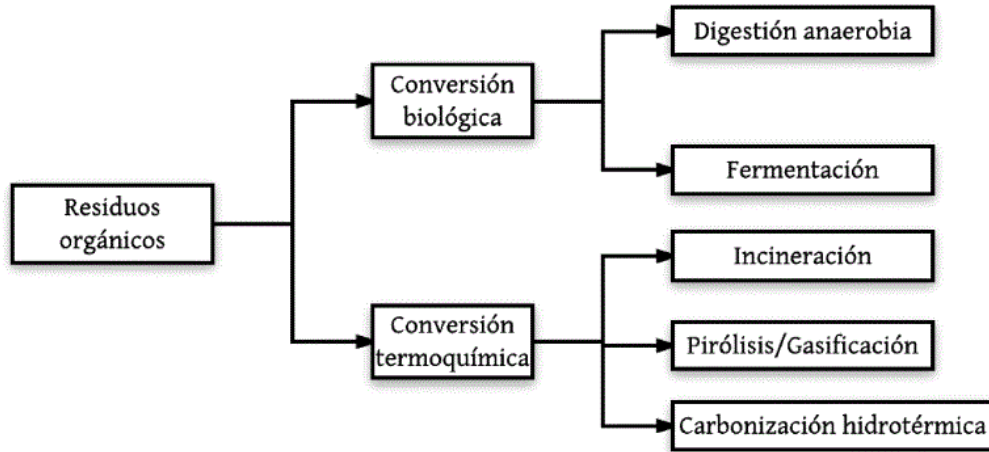 Residuos
orgánicos
Conversión
biológica
Digestión anaerobia
Fermentación
Conversión
termoquímica
Incineración
Pirólisis/Gasificación
Carbonización hidrotérmica